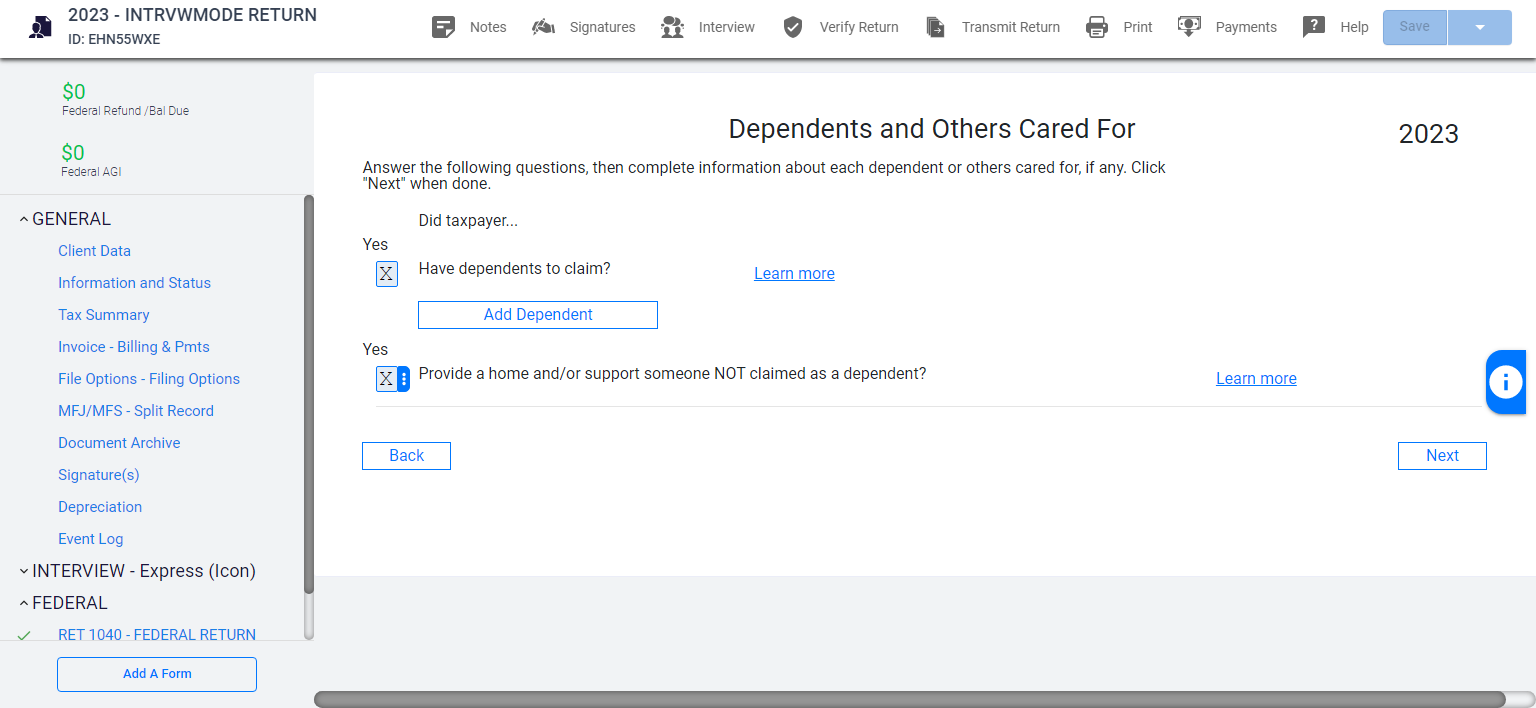 2023 - INTRVWMODE RETURN
ID: EHN55WXE
Notes
Signatures
Interview
Verify Return
Transmit Return
Print
Payments
Help
Save
$0
Federal Refund /Bal Due
$0
Federal AGI
GENERAL
Client Data
Information and Status
Tax Summary
Invoice - Billing & Pmts
File Options - Filing Options
MFJ/MFS - Split Record
Document Archive
Signature(s)
Depreciation
Event Log
INTERVIEW - Express (Icon)
FEDERAL
RET 1040 - FEDERAL RETURN
Add A Form
Dependents and Others Cared For
2023
Answer the following questions, then complete information about each dependent or others cared for, if any. Click
"Next" when done.
Did taxpayer...
Yes
X Have dependents to claim? Learn more
Add Dependent
Yes
X Provide a home and/or support someone NOT claimed as a dependent? Learn more
Back
Next